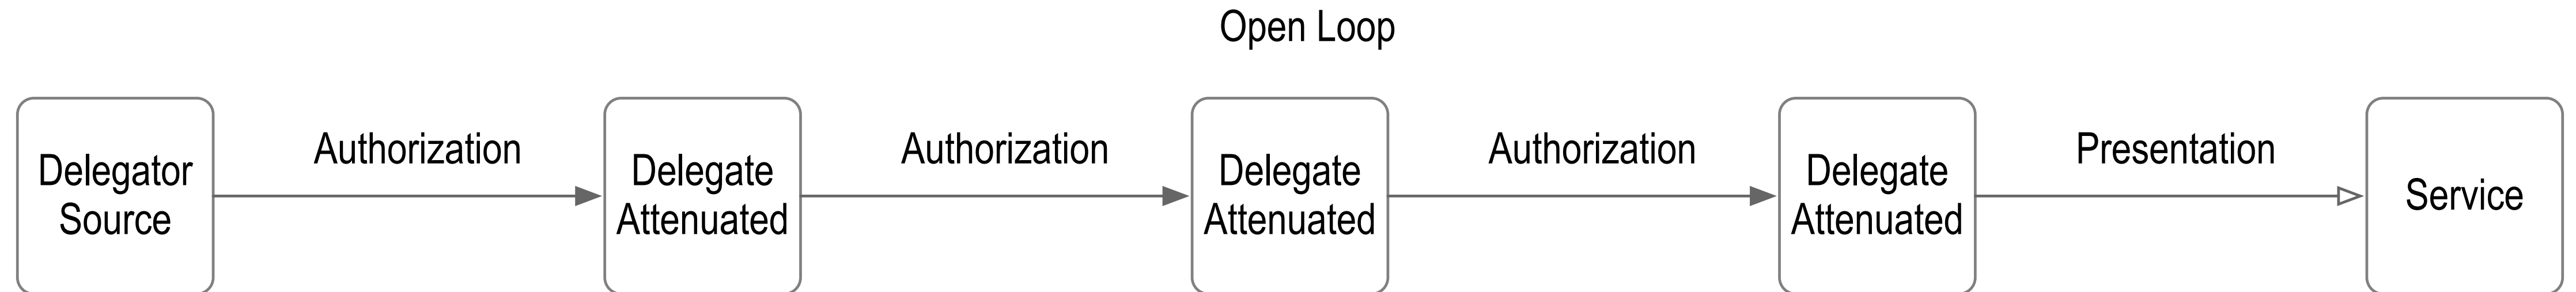 Open Loop
Delegator
Source
Authorization
Delegate
Attenuated
Authorization
Delegate
Attenuated
Authorization
Delegate
Attenuated
Presentation
Service